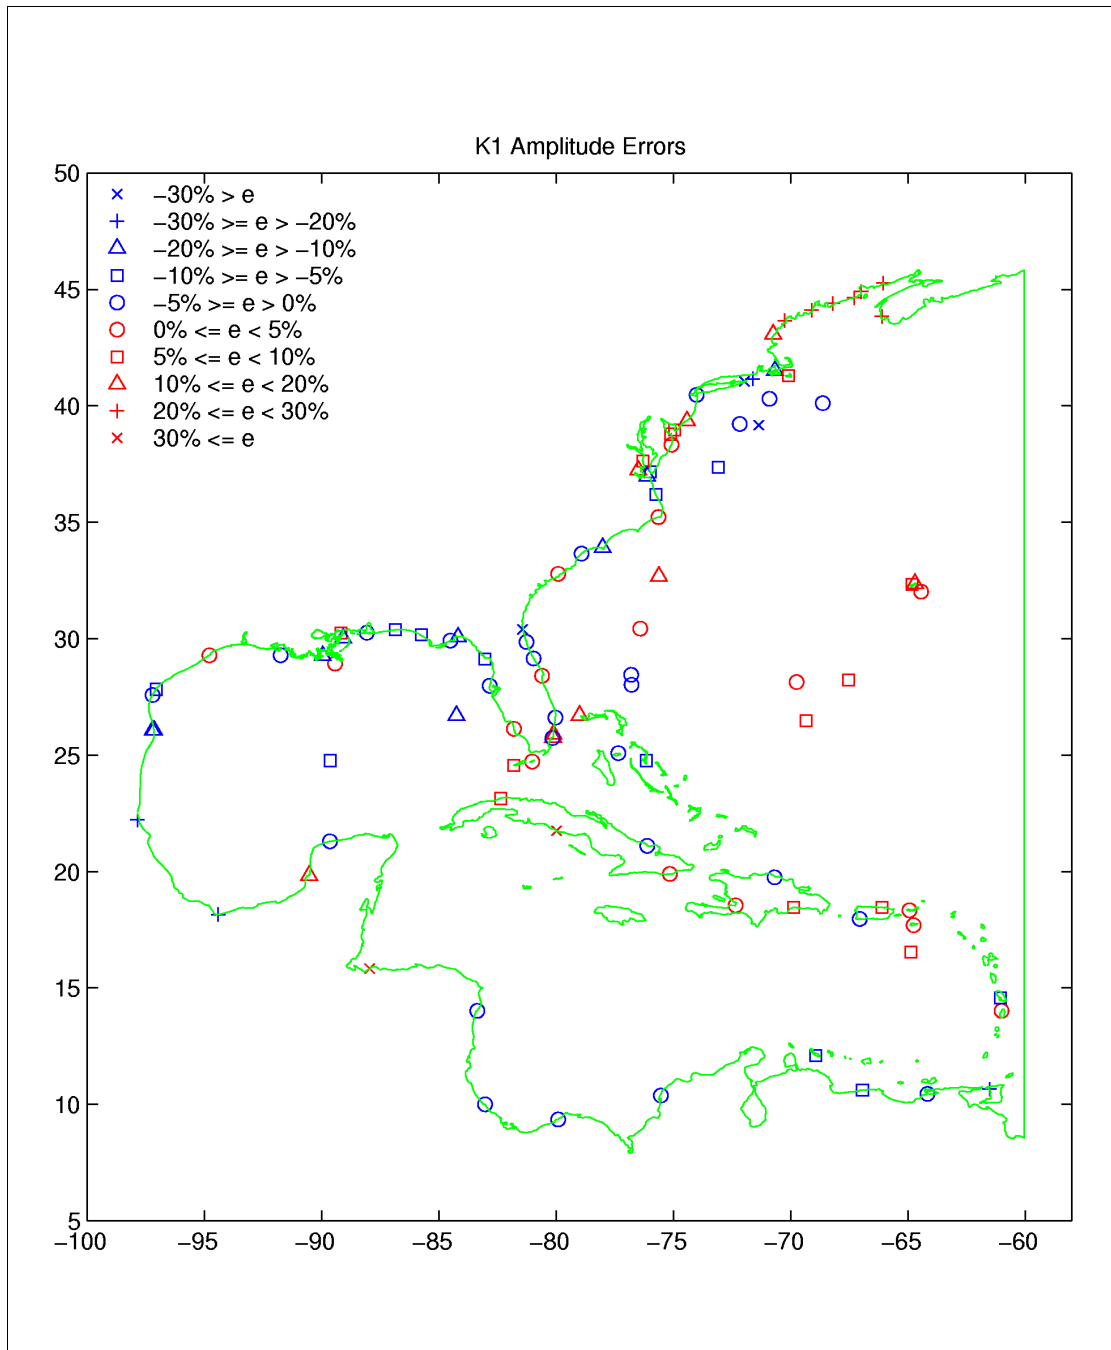 K1 Amplitude Errors
50
45
40
35
30
25
20
15
10
5
−30% > e
−30% >= e > −20%
−20% >= e > −10%
−10% >= e > −5%
−5% >= e > 0%
0% <= e < 5%
5% <= e < 10%
10% <= e < 20%
20% <= e < 30%
30% <= e
−100 −95 −90 −85 −80 −75 −70 −65 −60